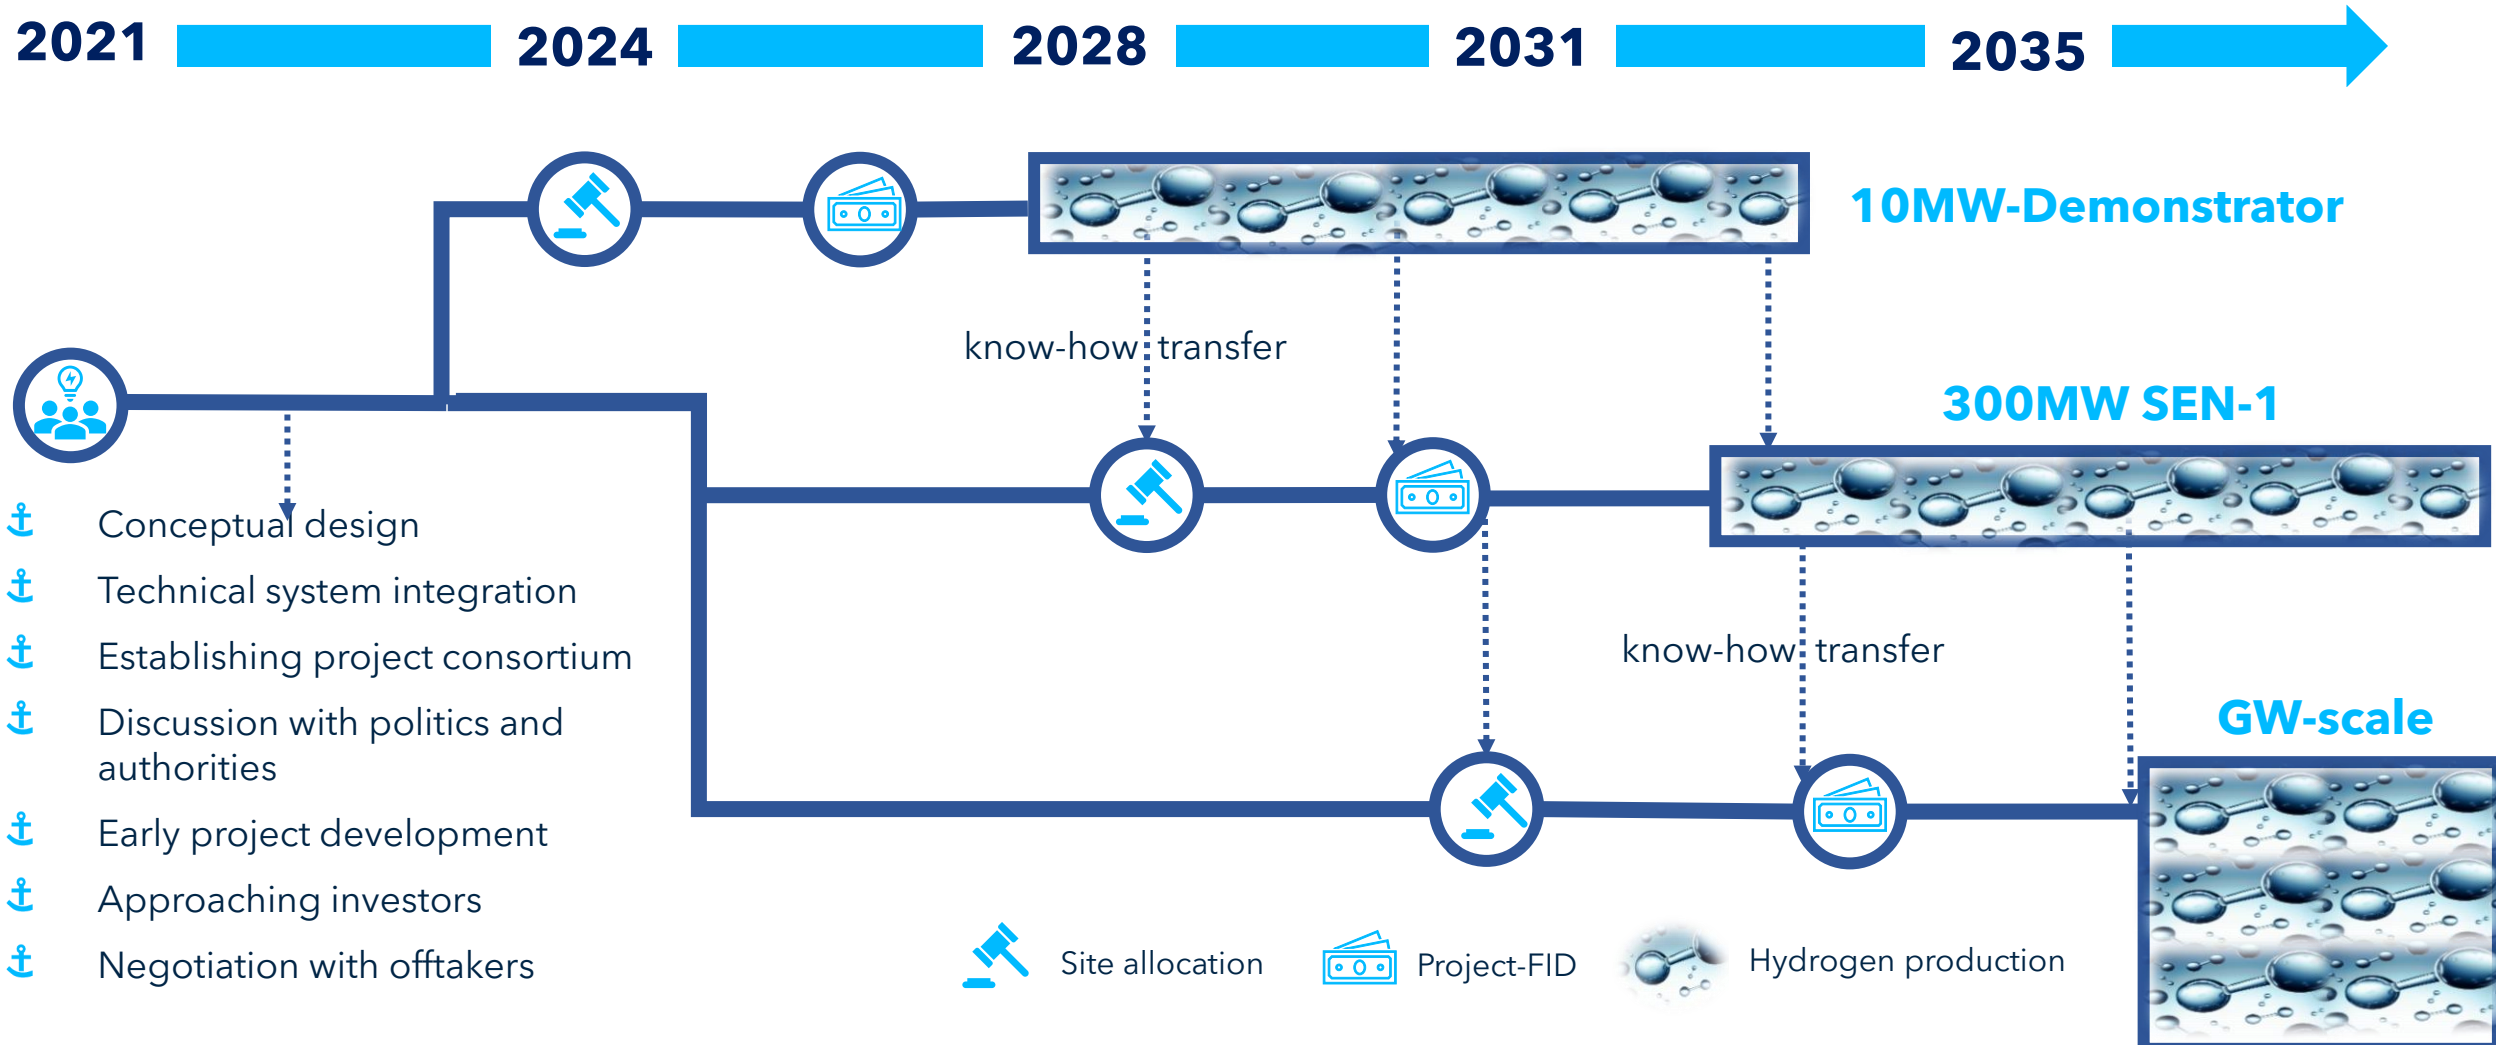 2021 2024 2028 2031 2035
10MW-Demonstrator
know-how transfer
300MW SEN-1
Conceptual design
Technical system integration
Establishing project consortium
Discussion with politics and
authorities
Early project development
Approaching investors
Negotiation with offtakers
know-how transfer
GW-scale
Site allocation
Project-FID
Hydrogen production